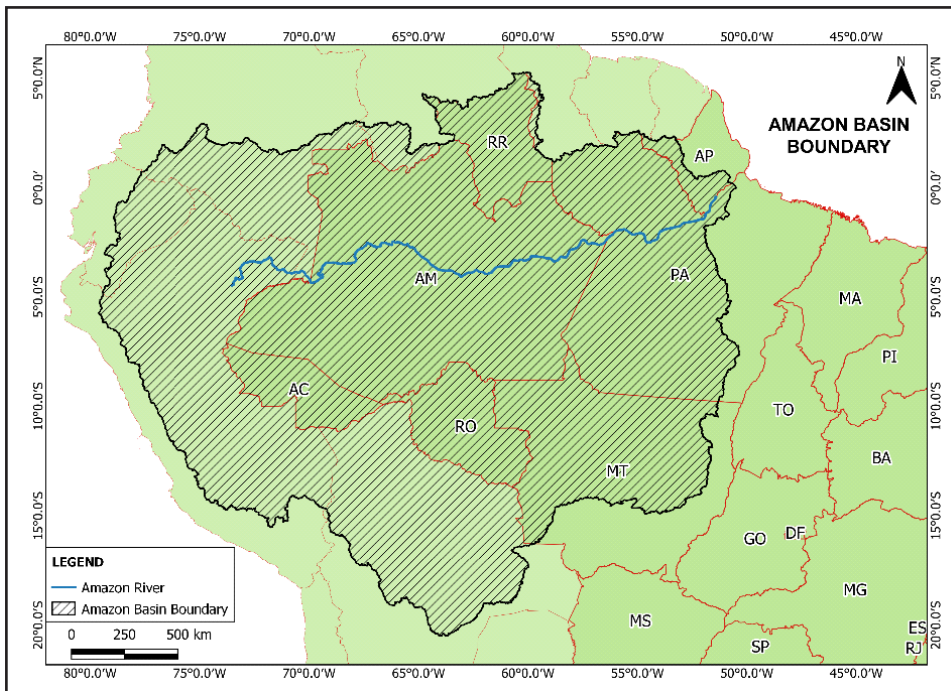 80°0.0'W 75°0.0'W 70°0.0'W 65°0.0'W 60°0.0'W 55°0.0'W 50°0.0'W 45°0.0'W
5°0.0'N 5°0.0'N
N
AMAZON BASIN
BOUNDARY
RR
AP
0°0.0' 0°0.0'
AM
PA
MA
5°0.0'S 5°0.0'S
PI
AC
TO
10°0.0'S 10°0.0'S
RO
BA
MT
15°0.0'S 15°0.0'S
GO
DF
MG
LEGEND
Amazon River
Amazon Basin Boundary
0 250 500 km
MS
ES
20°0.0'S 20°0.0'S
SP
RJ
80°0.0'W 75°0.0'W 70°0.0'W 65°0.0'W 60°0.0'W 55°0.0'W 50°0.0'W 45°0.0'W